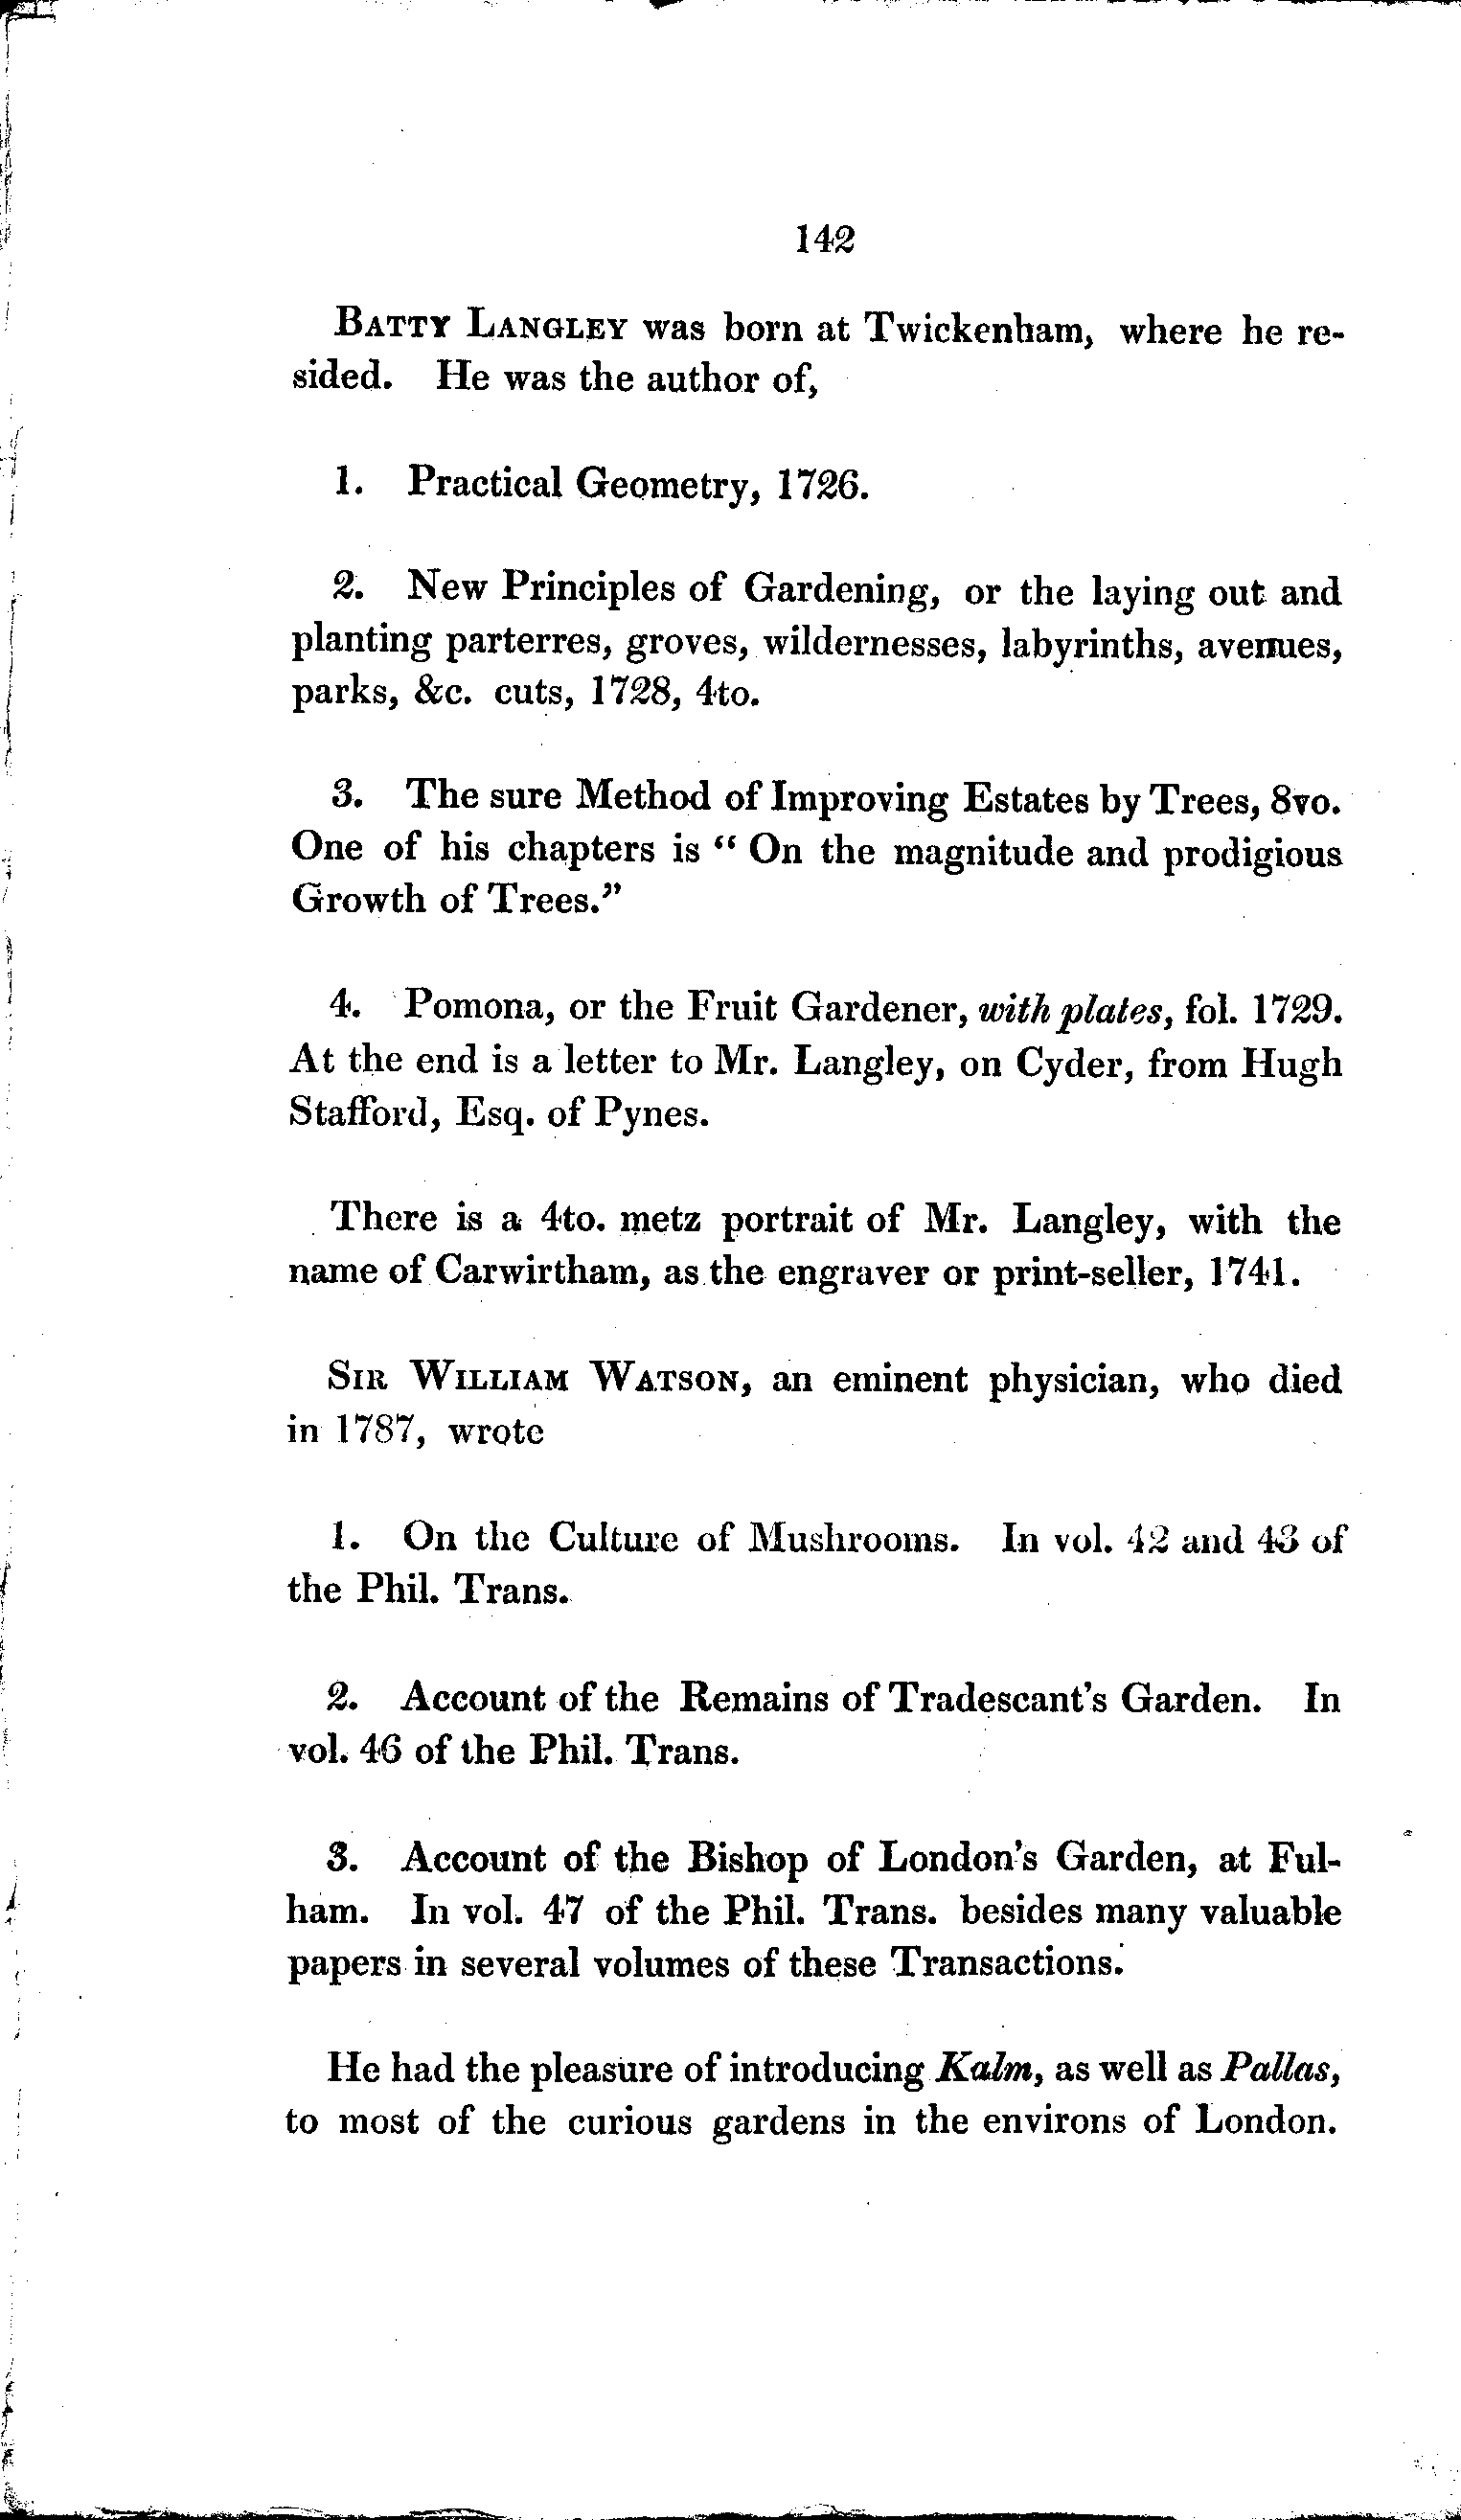 142
BATTY LANGLEY was born at Twickenham, where he re-
sided. He was the author of,
1. Practical Geometry, 1726.
2. New Principles of Gardening, or the laying out and
planting parterres, groves, wildernesses, labyrinths, avenues,
parks, &c. cuts, 1728, 4to.
3. The sure Method of Improving Estates by Trees, 8vo.
One of his chapters is “ On the magnitude and prodigious
Growth of Trees.”
4. Pomona, or the Fruit Gardener, with plates, fol. 1729.
At the end is a letter to Mr. Langley, on Cyder, from Hugh
Stafford, Esq. of Pynes.
There is a 4to. metz portrait of Mr. Langley, with the
name of Carwirtham, as the engraver or print-seller, 1741.
SIR WILLIAM WATSON, an eminent physician, who died
in 1787, wrote
1. On the Culture of Mushrooms. In vol. 42 and 43 of
the Phil. Trans.
2. Account of the Remains of Tradescant's Garden. In
vol. 46 of the Phil. Trans.
3. Account of the Bishop of London's Garden, at Ful-
ham. In vol. 47 of the Phil. Trans. besides many valuable
papers in several volumes of these Transactions.
He had the pleasure of introducing Kalm, as well as Pallas,
to most of the curious gardens in the environs of London.